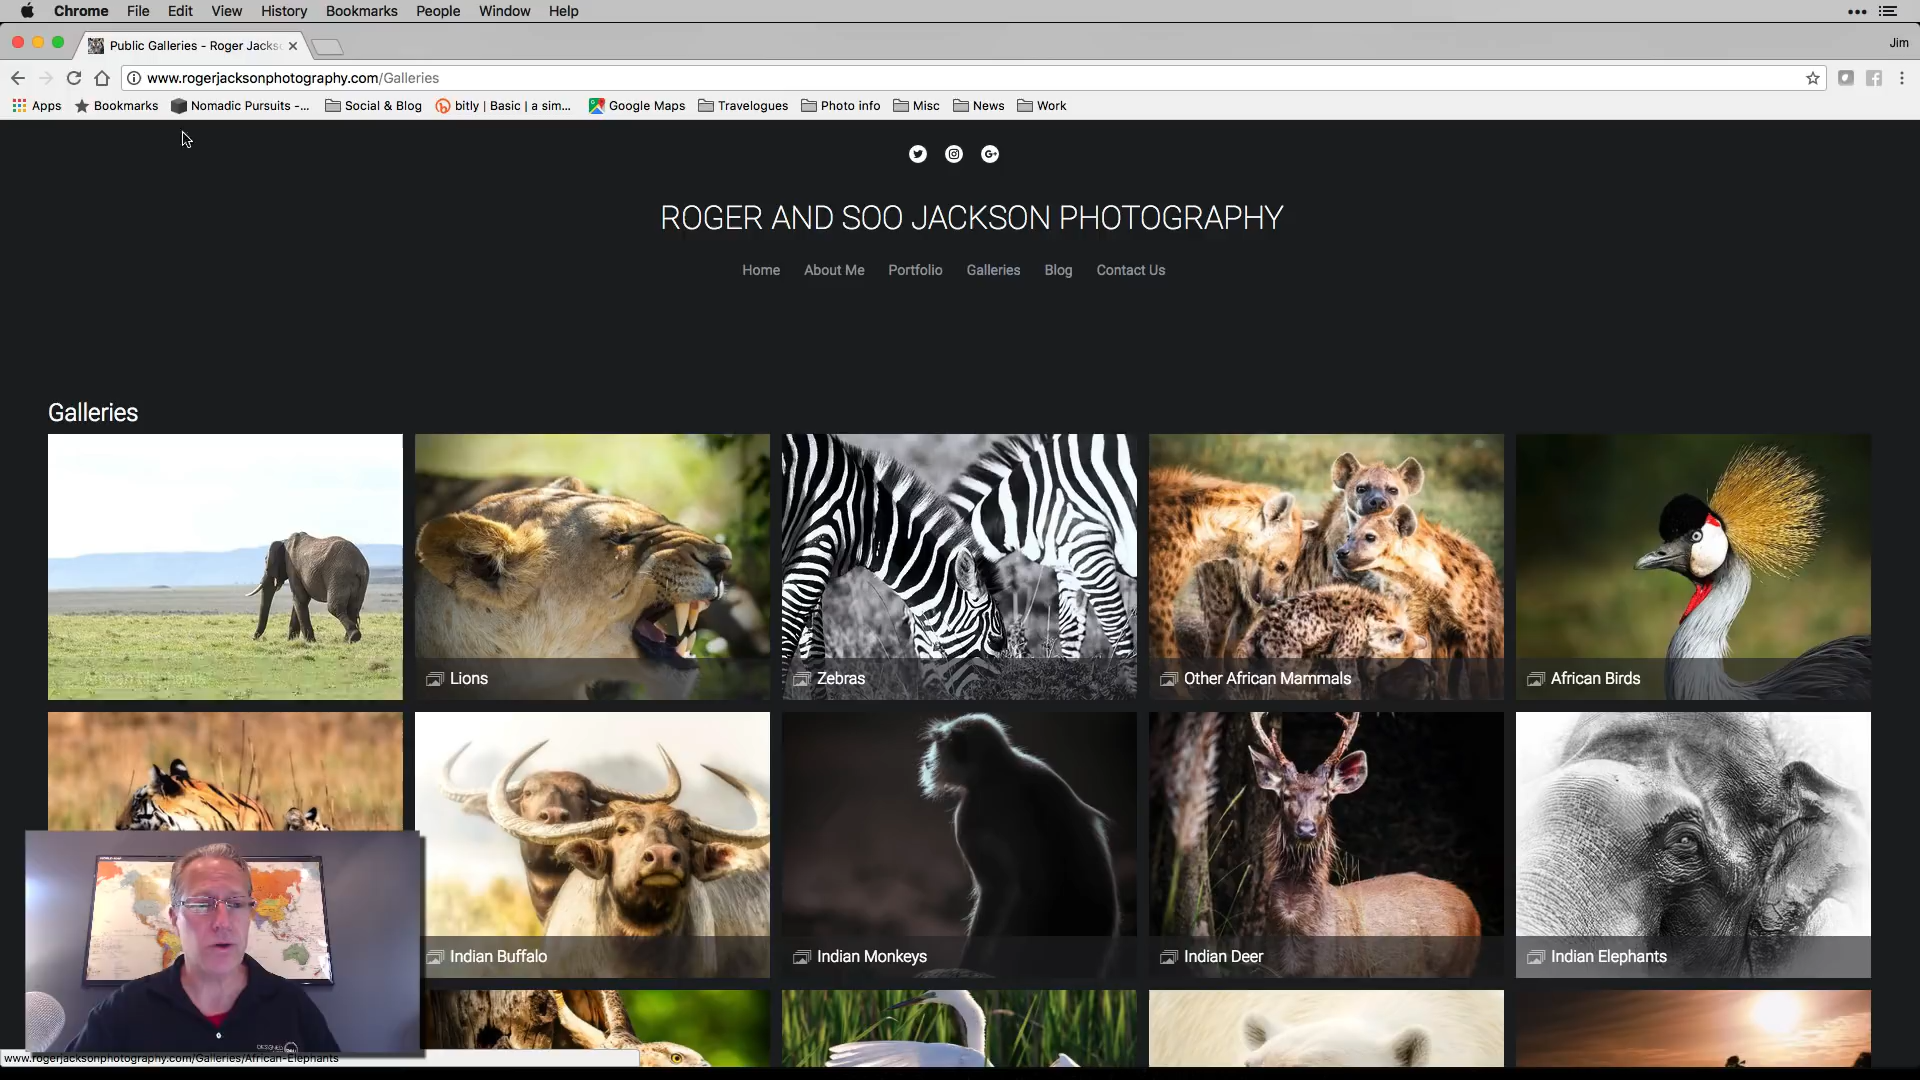 Chrome File Edit View History Bookmarks People Window Help
Public Galleries - Roger Jacks
Jim
www.rogerjacksonphotography.com/Galleries
Apps Bookmarks Nomadic Pursuits -... Social & Blog bitly | Basic | a sim... Google Maps Travelogues Photo info Misc News Work
ROGER AND SOO JACKSON PHOTOGRAPHY
Home About Me Portfolio Galleries Blog Contact Us
Galleries
African Elephants
Lions
Zebras
Other African Mammals
African Birds
Indian Buffalo
Indian Monkeys
Indian Deer
Indian Elephants
www.rogerjacksonphotography.com/Galleries/African-Elephants